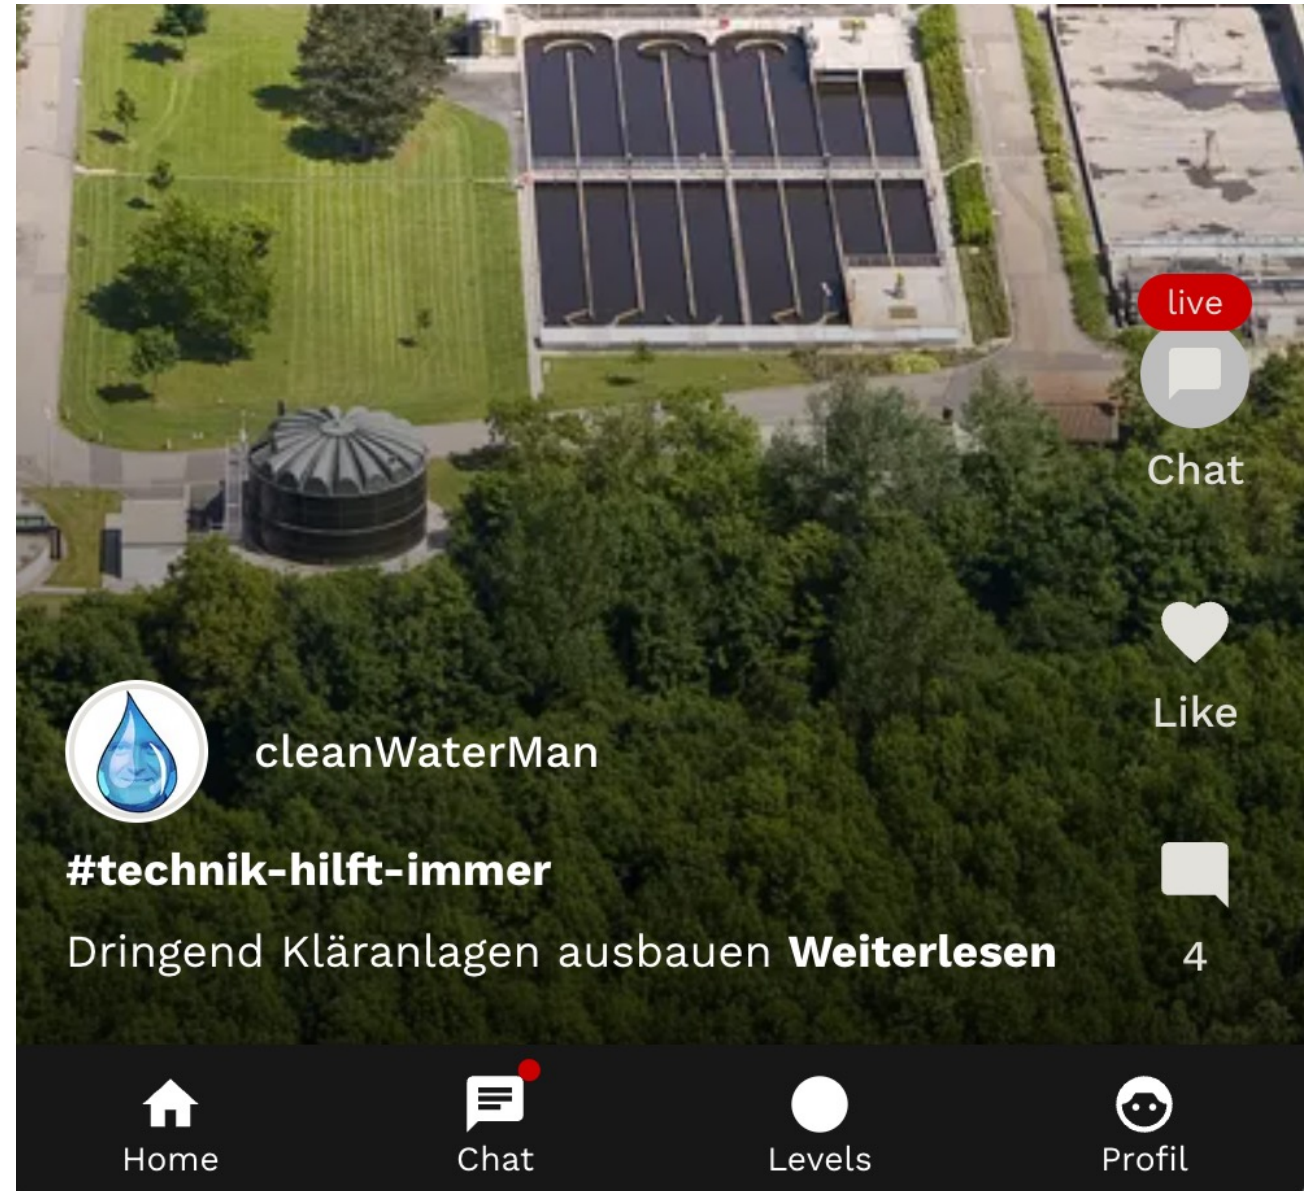 live
Chat
Like
cleanWaterMan
#technik-hilft-immer
Dringend Kläranlagen ausbauen Weiterlesen
4
Home
Chat
Levels
Profil